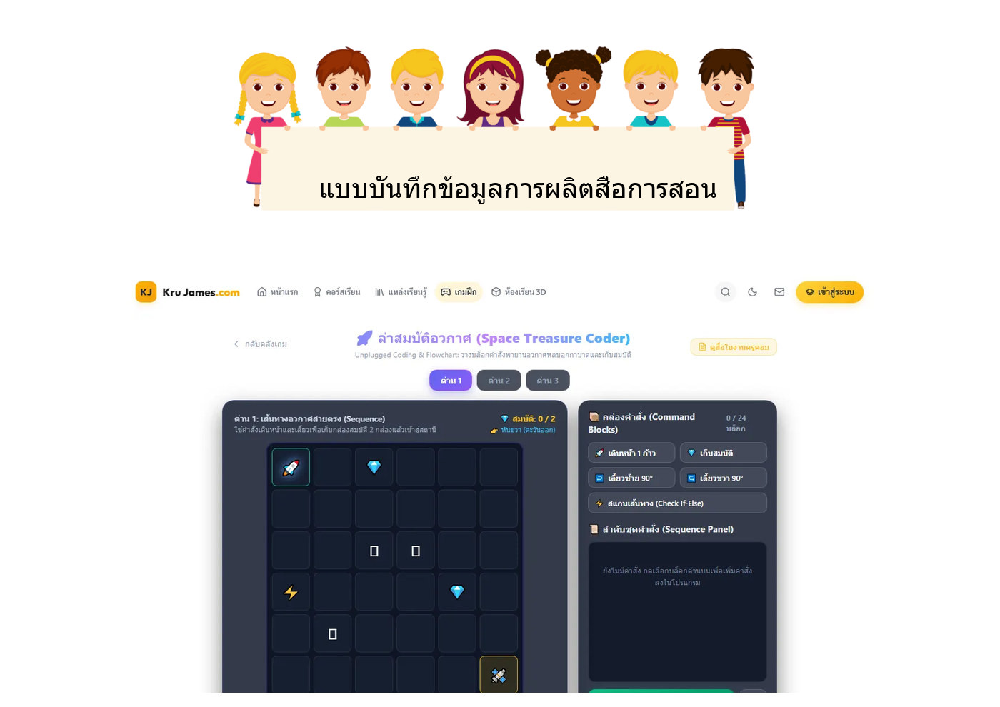 แบบบันทึกข้อมูลการผลิตสื่อการสอน
KJ Kru James.com หน้าแรก คอร์สเรียน แหล่งเรียนรู้ เกมฝึก ห้องเรียน 3D เข้าสู่ระบบ
กลับคลังเกม
ล่าสมบัติอวกาศ (Space Treasure Coder)
Unplugged Coding & Flowchart: วางบล็อกคำสั่งพายานอวกาศหลบอุกกาบาตและเก็บสมบัติ
ดูสื่อใบงานครูคอม
ด่าน 1 ด่าน 2 ด่าน 3
ด่าน 1: เส้นทางอวกาศสายตรง (Sequence)
ใช้คำสั่งเดินหน้าและเลี้ยวเพื่อเก็บกล่องสมบัติ 2 กล่องแล้วเข้าสู่สถานี
สมบัติ: 0 / 2
หันขวา (ตะวันออก)
กล่องคำสั่ง (Command
Blocks)
0 / 24
บล็อก
เดินหน้า 1 ก้าว เก็บสมบัติ
เลี้ยวซ้าย 90° เลี้ยวขวา 90°
สแกนเส้นทาง (Check If-Else)
ลำดับชุดคำสั่ง (Sequence Panel)
ยังไม่มีคำสั่ง กดเลือกบล็อกด้านบนเพื่อเพิ่มคำสั่ง
ลงในโปรแกรม